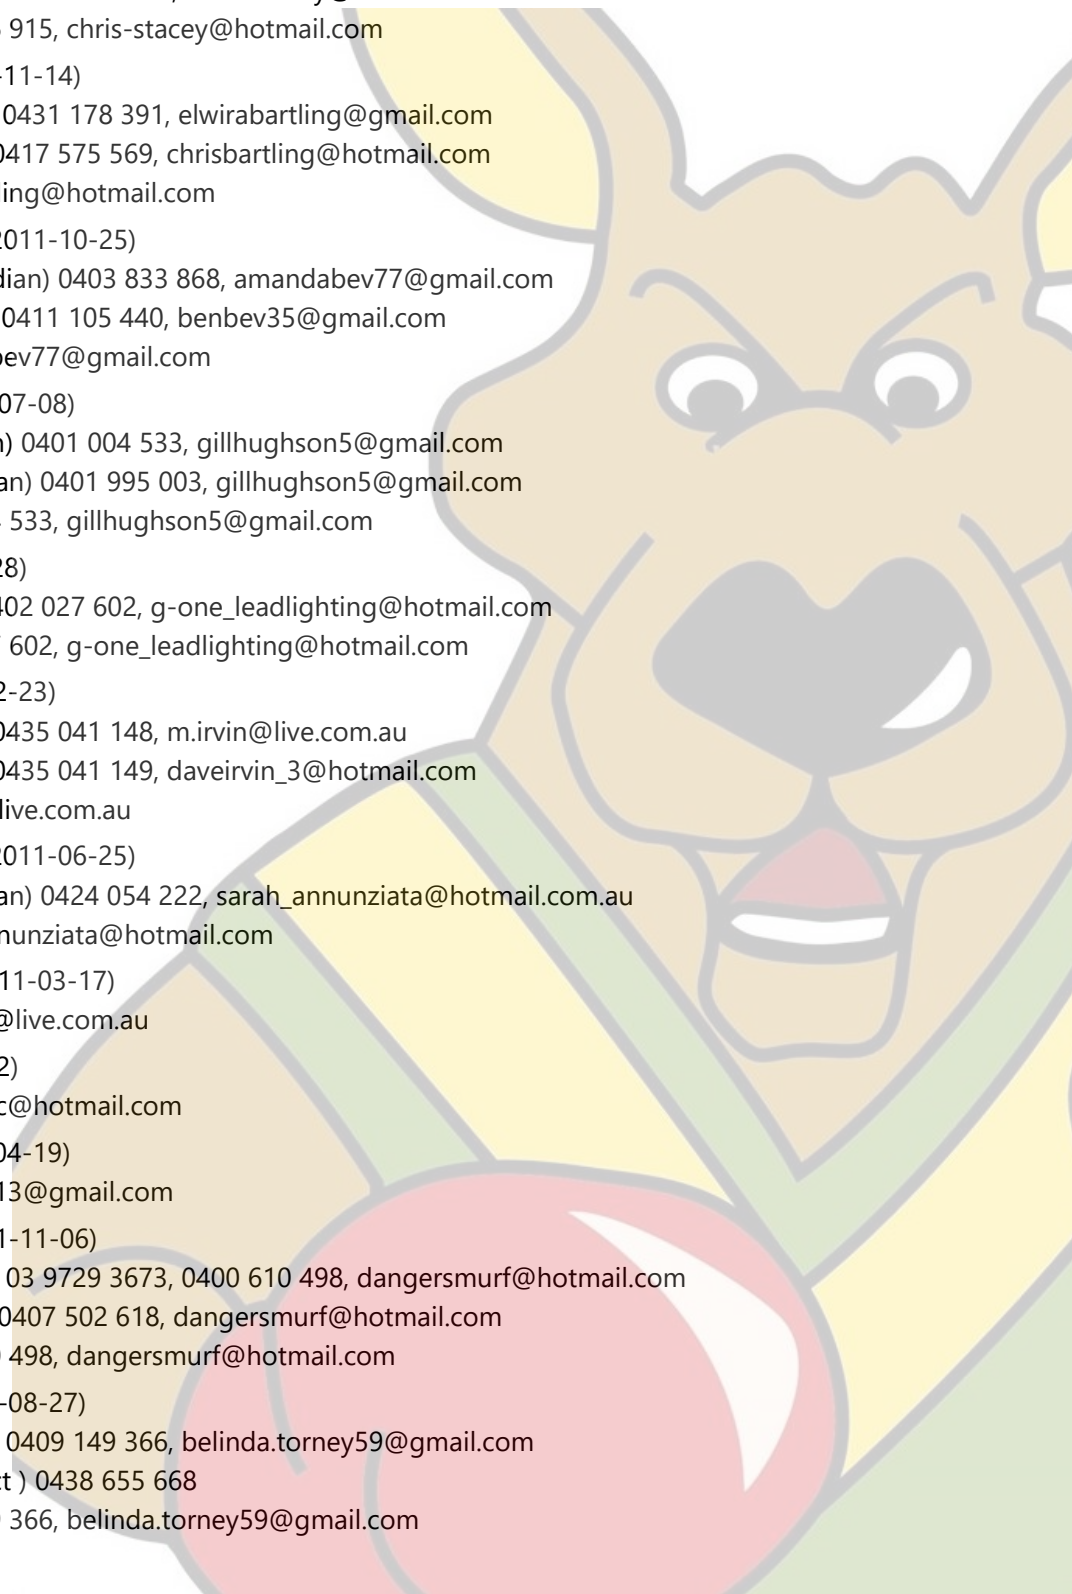 915, chris-stacey@hotmail.com
-11-14)
0431 178 391, elwirabartling@gmail.com
0417 575 569, chrisbartling@hotmail.com
ling@hotmail.com
2011-10-25)
dian) 0403 833 868, amandabev77@gmail.com
0411 105 440, benbev35@gmail.com
bev77@gmail.com
07-08)
n) 0401 004 533, gillhughson5@gmail.com
an) 0401 995 003, gillhughson5@gmail.com
533, gillhughson5@gmail.com
28)
402 027 602, g-one_leadlighting@hotmail.com
602, g-one_leadlighting@hotmail.com
2-23)
0435 041 148, m.irvin@live.com.au
0435 041 149, daveirvin_3@hotmail.com
live.com.au
2011-06-25)
an) 0424 054 222, sarah_annunziata@hotmail.com.au
nunziata@hotmail.com
11-03-17)
@live.com.au
2)
c@hotmail.com
04-19)
13@gmail.com
1-11-06)
03 9729 3673, 0400 610 498, dangersmurf@hotmail.com
0407 502 618, dangersmurf@hotmail.com
498, dangersmurf@hotmail.com
-08-27)
0409 149 366, belinda.torney59@gmail.com
ct ) 0438 655 668
366, belinda.torney59@gmail.com